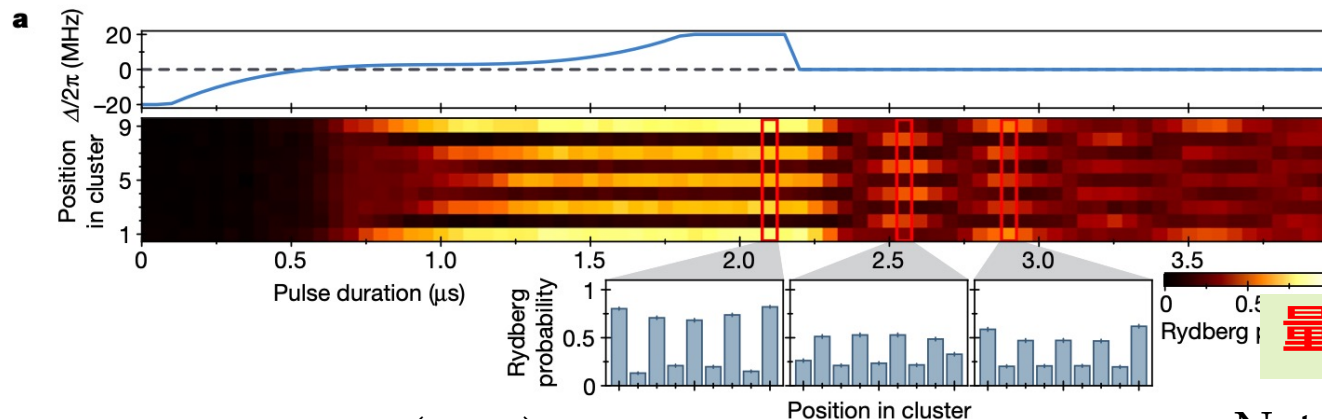 a
Δ/2π (MHz)
20
0
−20
Position
in cluster
9
5
1
0 0.5 1.0 1.5 2.0 2.5 3.0 3.5
Pulse duration (μs)
Rydberg
probability
1
0.5
0
Position in cluster
0 0.5
Rydberg
量